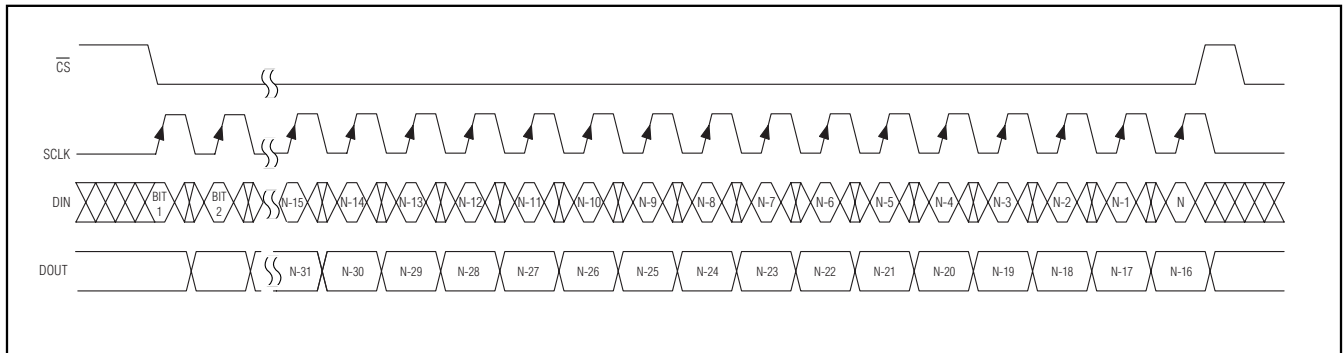 CS
SCLK
DIN BIT 1 BIT 2 N-15 N-14 N-13 N-12 N-11 N-10 N-9 N-8 N-7 N-6 N-5 N-4 N-3 N-2 N-1 N
DOUT N-31 N-30 N-29 N-28 N-27 N-26 N-25 N-24 N-23 N-22 N-21 N-20 N-19 N-18 N-17 N-16